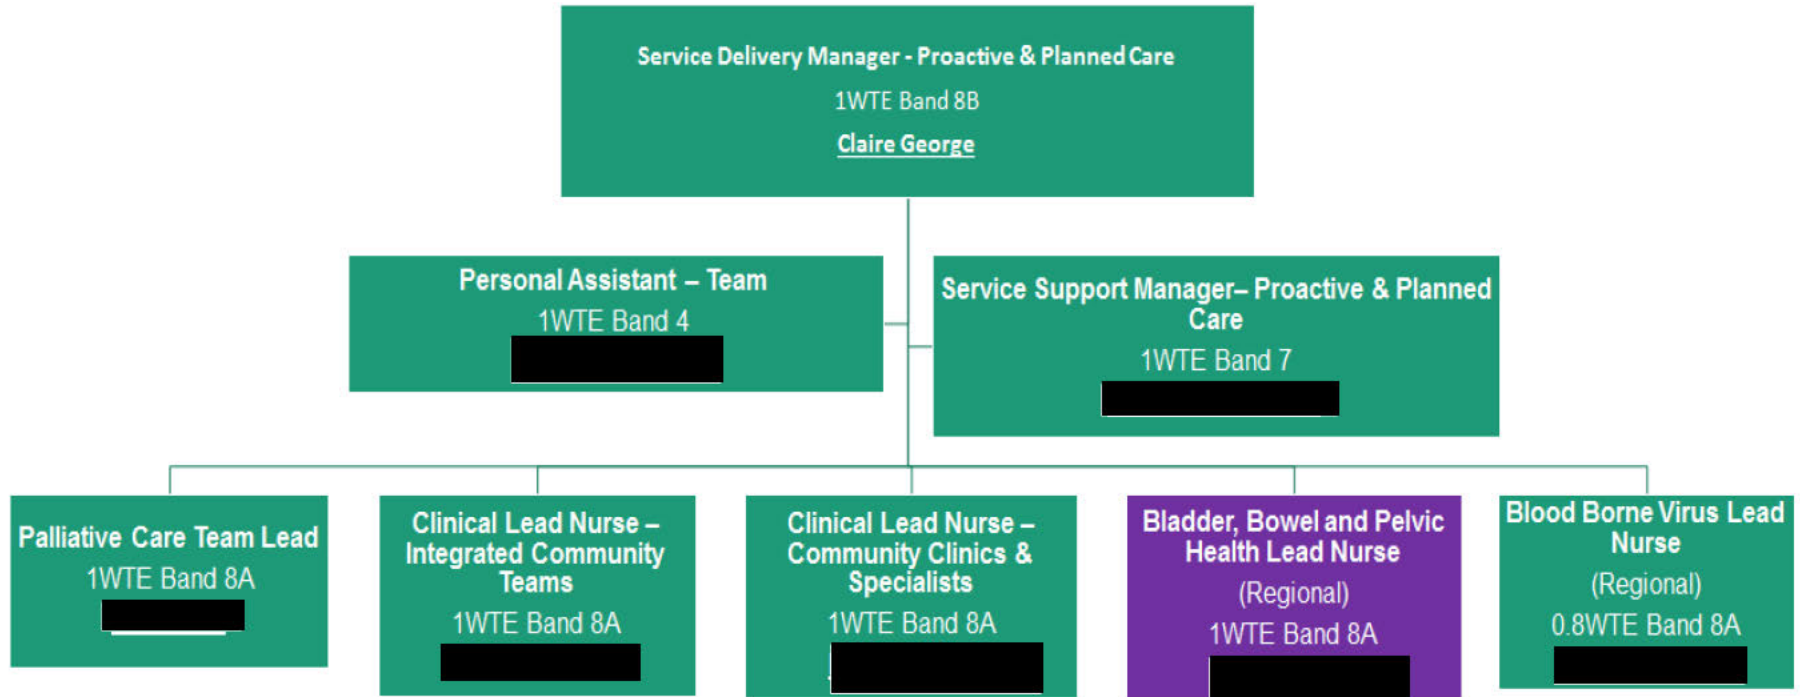 Service Delivery Manager - Proactive & Planned Care
1WTE Band 8B
Claire George
Personal Assistant – Team
1WTE Band 4
Service Support Manager– Proactive & Planned
Care
1WTE Band 7
Palliative Care Team Lead
1WTE Band 8A
Clinical Lead Nurse –
Integrated Community
Teams
1WTE Band 8A
Clinical Lead Nurse –
Community Clinics &
Specialists
1WTE Band 8A
Bladder, Bowel and Pelvic
Health Lead Nurse
(Regional)
1WTE Band 8A
Blood Borne Virus Lead
Nurse
(Regional)
0.8WTE Band 8A